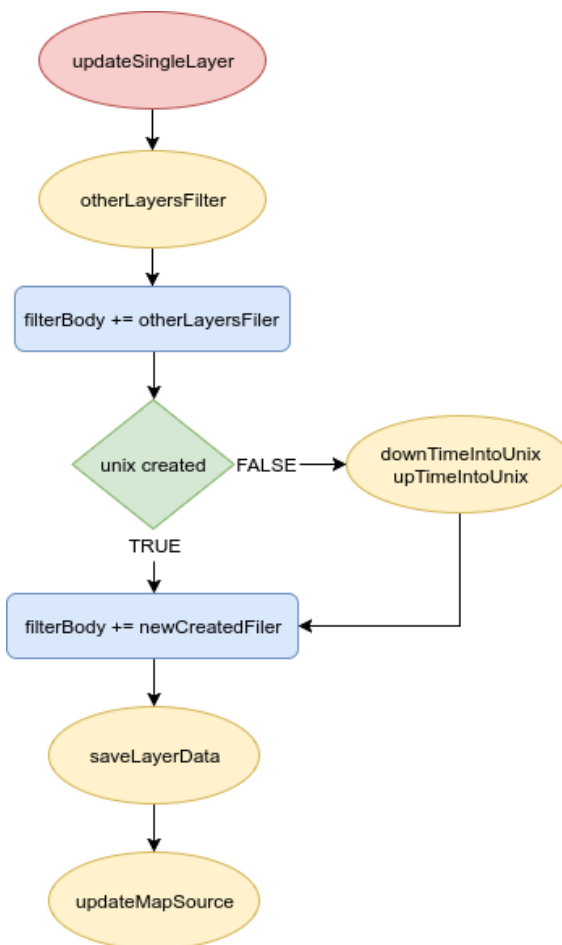 updateSingleLayer
otherLayersFilter
filterBody += otherLayersFiler
unix created
FALSE
downTimeIntoUnix
upTimeIntoUnix
TRUE
filterBody += newCreatedFiler
saveLayerData
updateMapSource